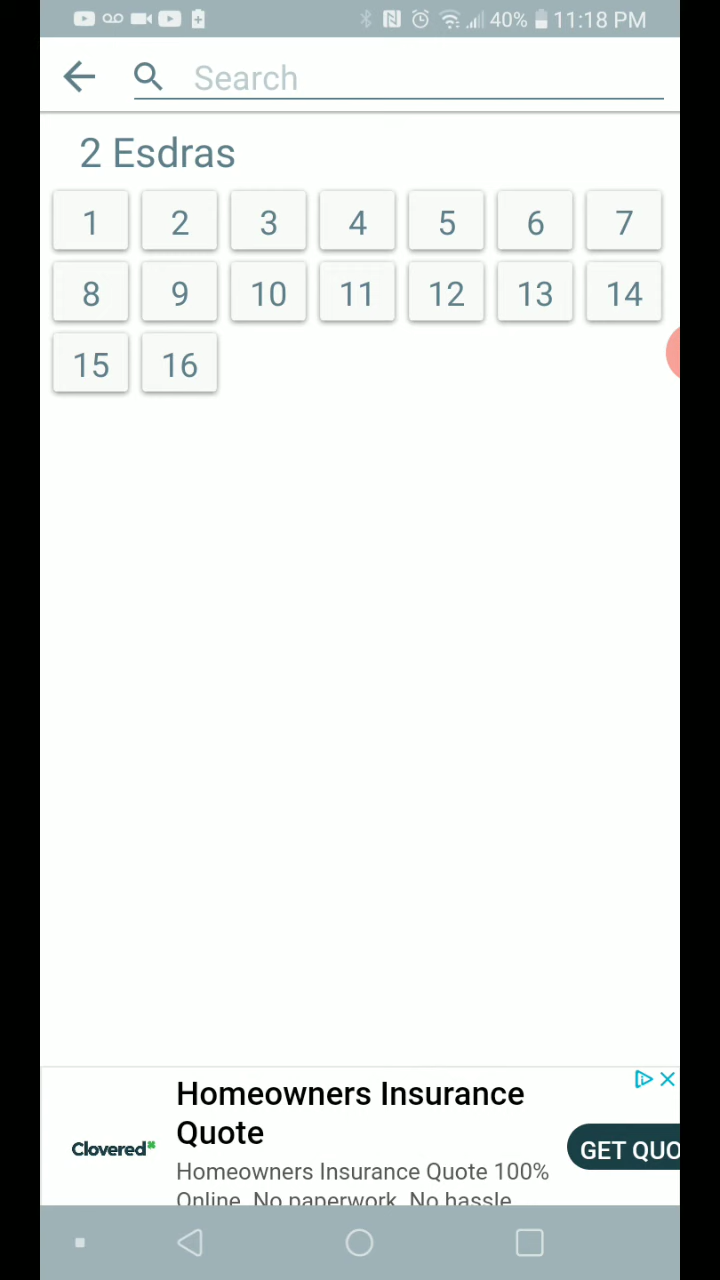 40% 11:18 PM
Search
2 Esdras
1 2 3 4 5 6 7
8 9 10 11 12 13 14
15 16
Homeowners Insurance
Quote
Clovered
GET QUO
Homeowners Insurance Quote 100%
Online. No paperwork. No hassle.